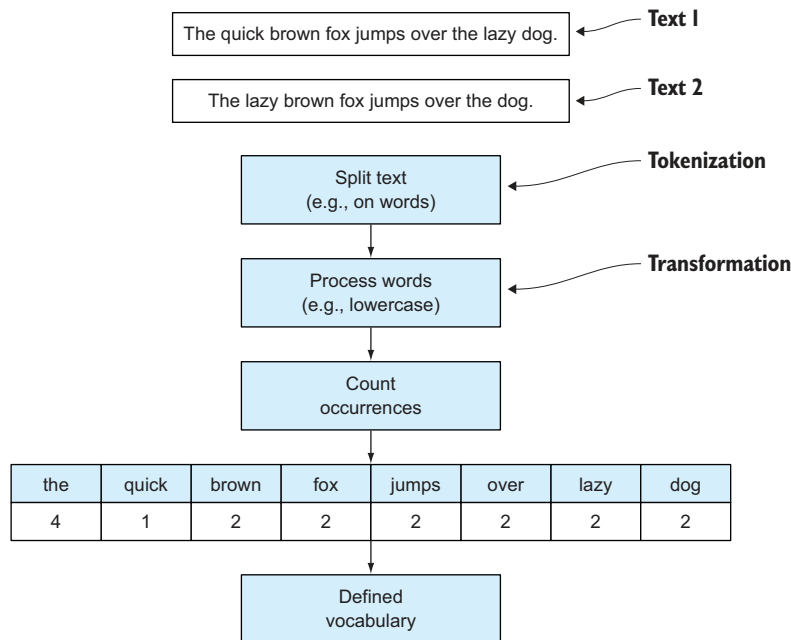 The quick brown fox jumps over the lazy dog.
Text 1
The lazy brown fox jumps over the dog.
Text 2
Split text
(e.g., on words)
Tokenization
Process words
(e.g., lowercase)
Transformation
Count
occurrences
the quick brown fox jumps over lazy dog
4 1 2 2 2 2 2 2
Defined
vocabulary